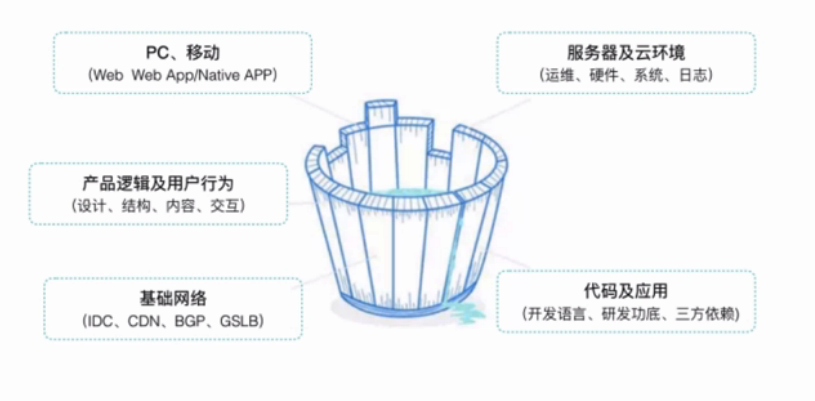 PC、移动
（Web Web App/Native APP）
服务器及云环境
（运维、硬件、系统、日志）
产品逻辑及用户行为
（设计、结构、内容、交互）
基础网络
（IDC、CDN、BGP、GSLB）
代码及应用
（开发语言、研发功底、三方依赖）